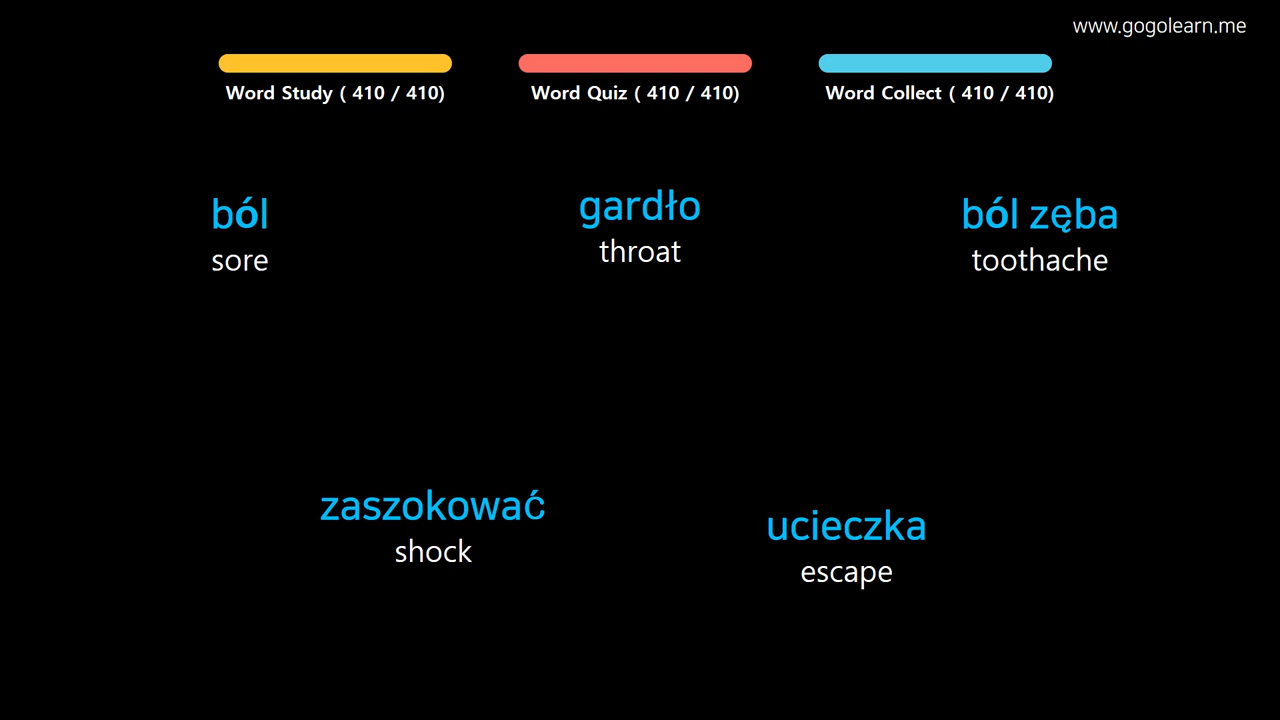 www.gogolearn.me
Word Study ( 410 / 410)
Word Quiz ( 410 / 410)
Word Collect ( 410 / 410)
ból
sore
gardło
throat
ból zęba
toothache
zaszokować
shock
ucieczka
escape